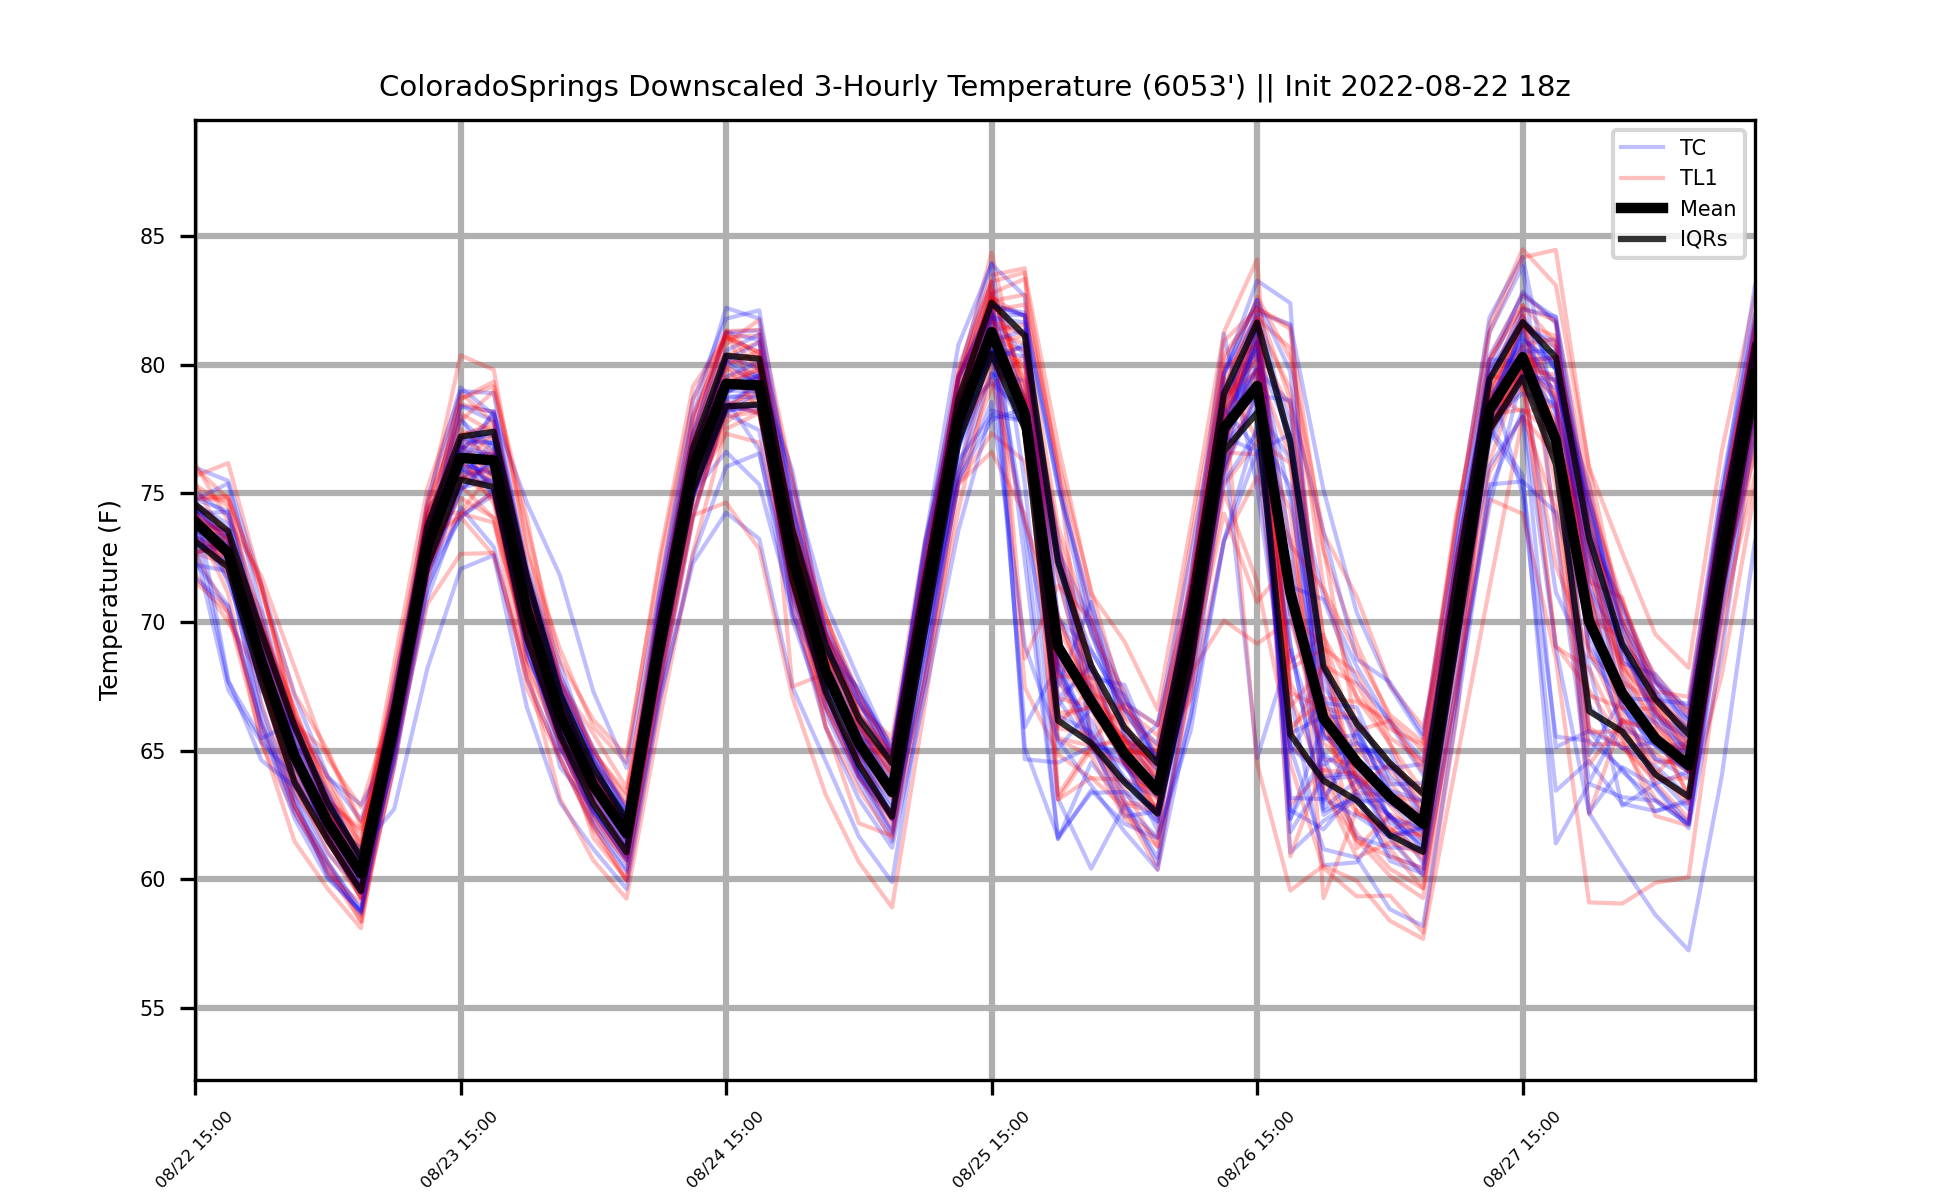 ColoradoSprings Downscaled 3-Hourly Temperature (6053') || Init 2022-08-22 18z
TC
TL1
Mean
IQRs
Temperature (F)
85
80
75
70
65
60
55
08/22 15:00
08/23 15:00
08/24 15:00
08/25 15:00
08/26 15:00
08/27 15:00